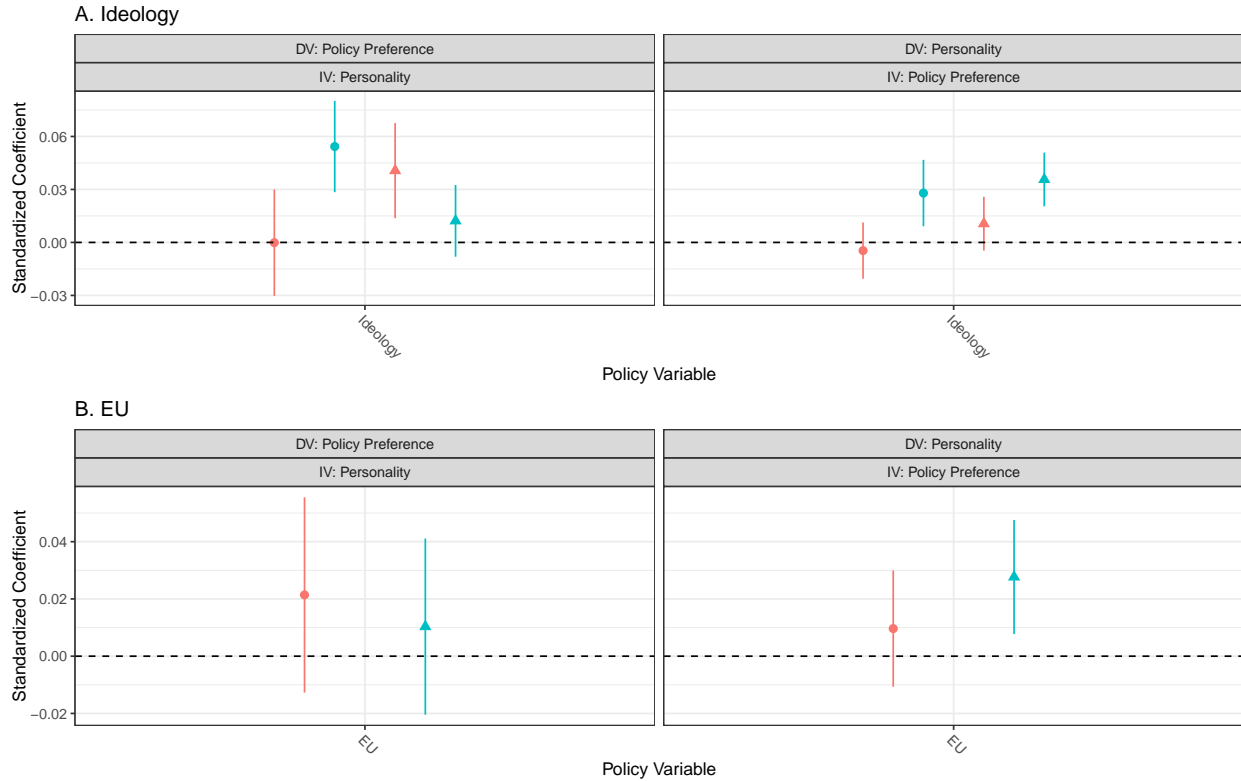 A. Ideology
DV: Policy Preference
DV: Personality
IV: Personality
IV: Policy Preference
Standardized Coefficient
0.06
0.03
0.00
−0.03
Ideology
Ideology
Policy Variable
B. EU
DV: Policy Preference
DV: Personality
IV: Personality
IV: Policy Preference
Standardized Coefficient
0.04
0.02
0.00
−0.02
EU
EU
Policy Variable